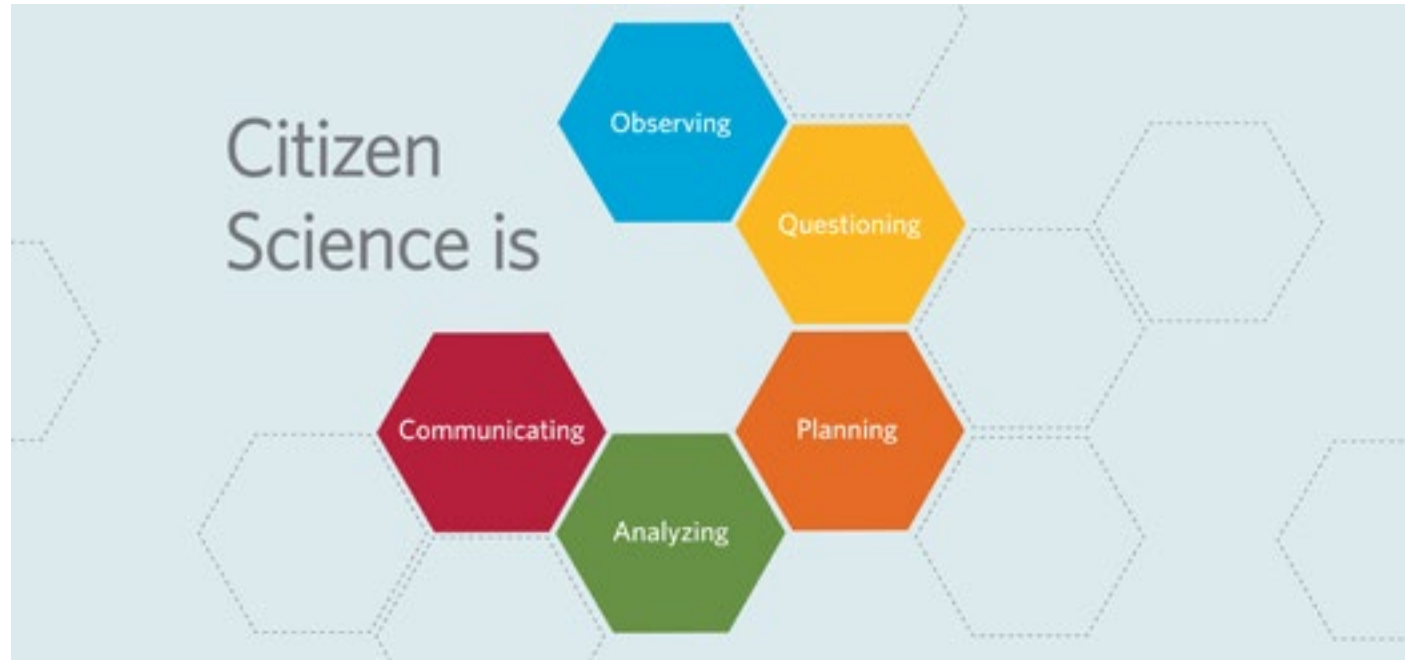 Citizen
Science is
Observing
Questioning
Planning
Analyzing
Communicating